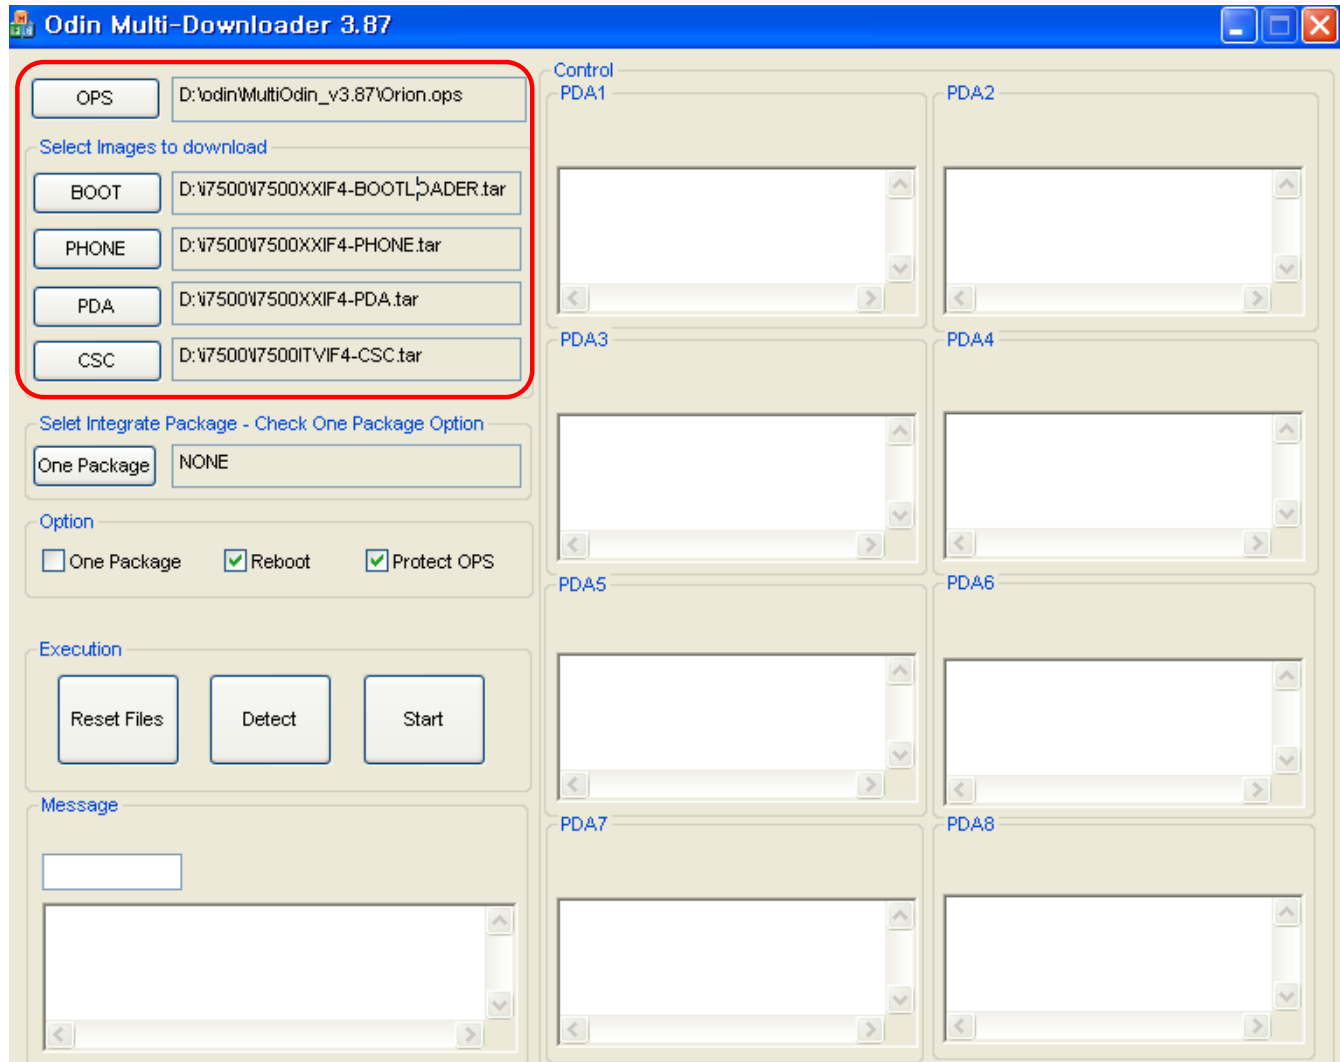 Odin Multi-Downloader 3.87
OPS
D:\odin\MultiOdin_v3.87\Orion.ops
Select Images to download
BOOT
D:\i7500\I7500XXIF4-BOOTLOADER.tar
PHONE
D:\i7500\I7500XXIF4-PHONE.tar
PDA
D:\i7500\I7500XXIF4-PDA.tar
CSC
D:\i7500\I7500ITVIF4-CSC.tar
Selet Integrate Package - Check One Package Option
One Package
NONE
Option
One Package
Reboot
Protect OPS
Execution
Reset Files
Detect
Start
Message
Control
PDA1
PDA2
PDA3
PDA4
PDA5
PDA6
PDA7
PDA8